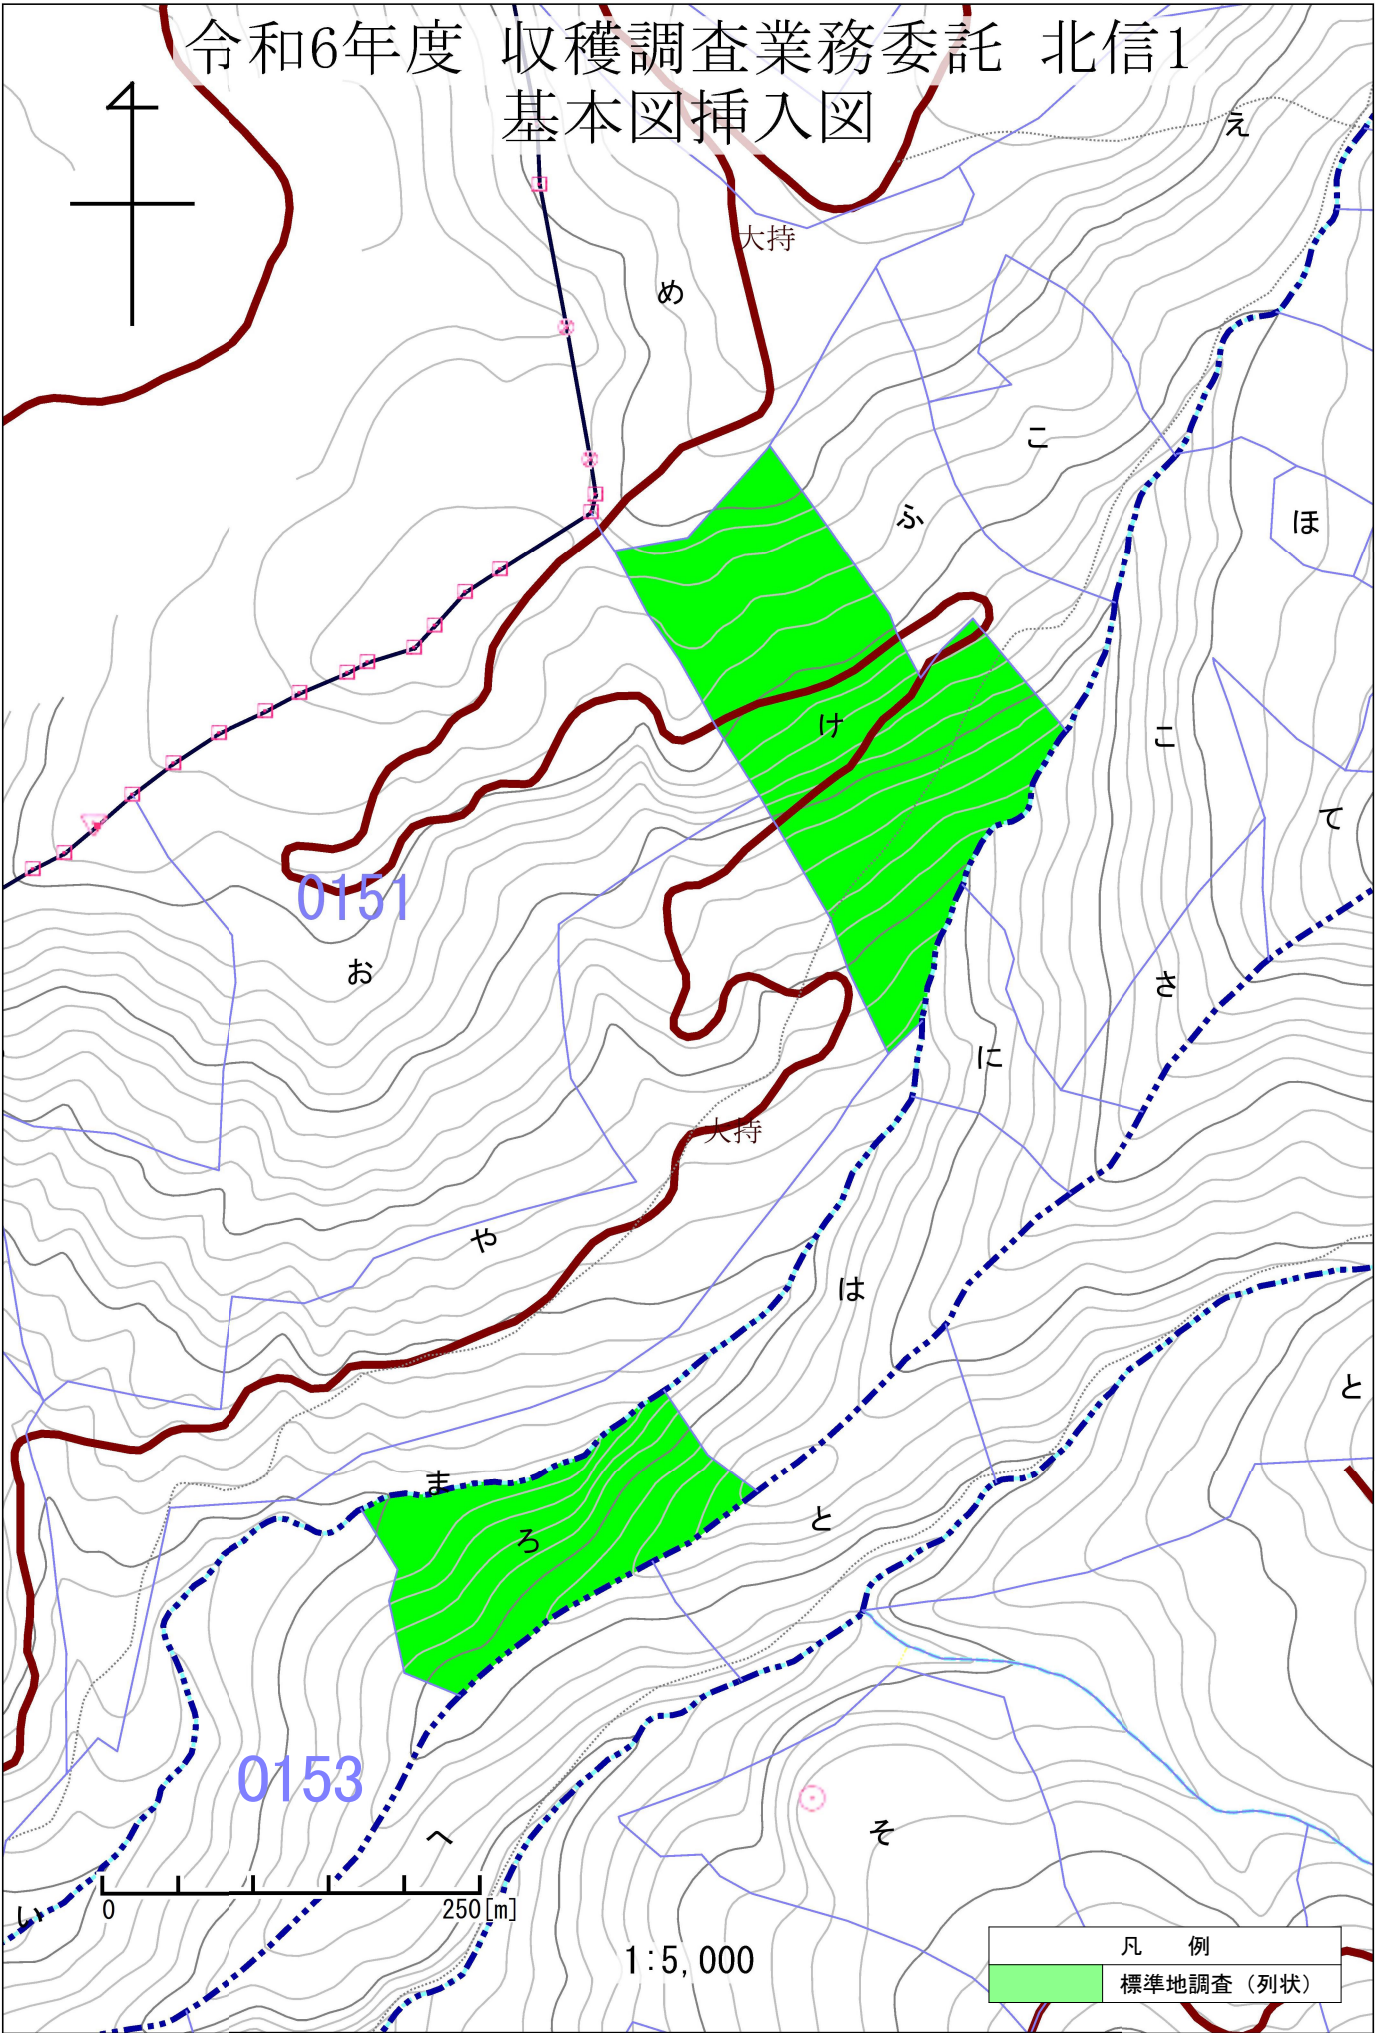 令和6年度 収穫調査業務委託 北信1
基本図挿入図
え
大持
め
こ
ふ
ほ
け
こ
て
0151
お
さ
に
大持
や
は
と
ま
ろ
と
0153
そ
へ
い
0 250[m]
1:5,000
凡 例
標準地調査（列状）